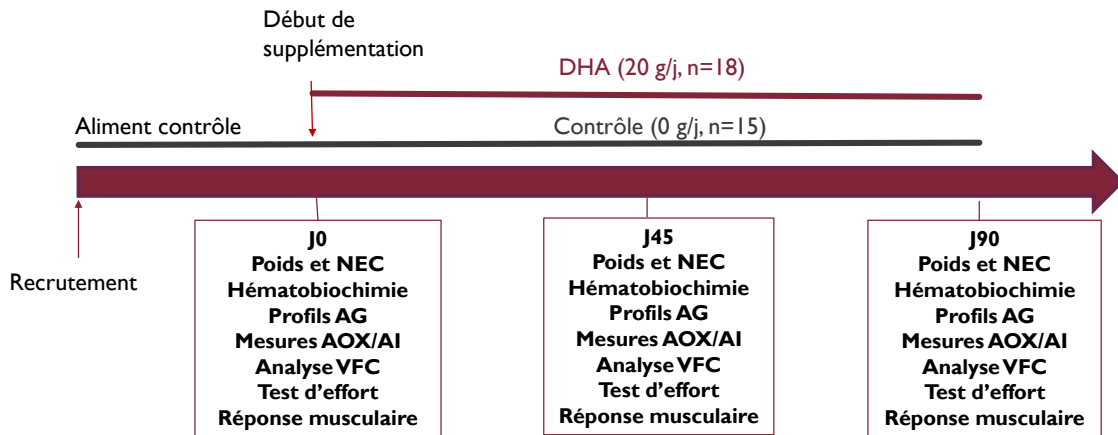 Début de
supplémentation
DHA (20 g/j, n=18)
Aliment contrôle
Contrôle (0 g/j, n=15)
Recrutement
J0
Poids et NEC
Hématobiochimie
Profils AG
Mesures AOX/AI
Analyse VFC
Test d'effort
Réponse musculaire
J45
Poids et NEC
Hématobiochimie
Profils AG
Mesures AOX/AI
Analyse VFC
Test d'effort
Réponse musculaire
J90
Poids et NEC
Hématobiochimie
Profils AG
Mesures AOX/AI
Analyse VFC
Test d'effort
Réponse musculaire